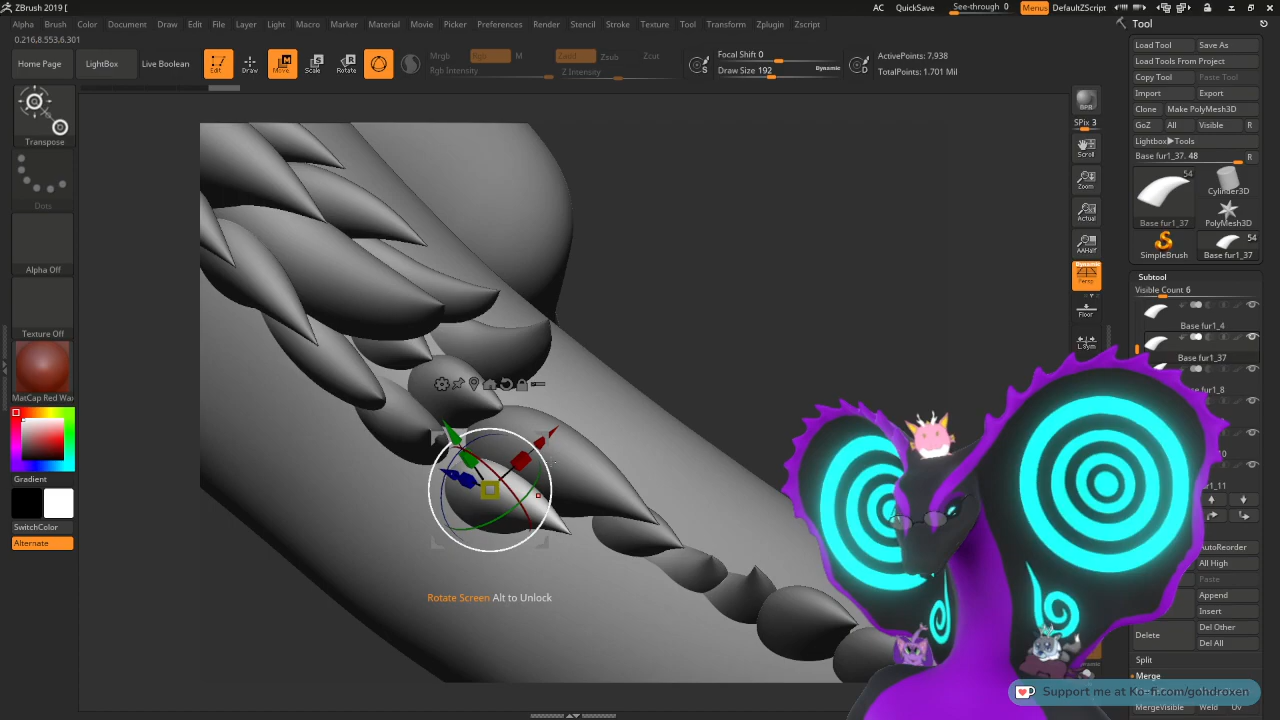 ZBrush 2019 [
AC QuickSave See-through 0 Menus DefaultZScript
Alpha Brush Color Document Draw Edit File Layer Light Macro Marker Material Movie Picker Preferences Render Stencil Stroke Texture Tool Transform Zplugin Zscript
0.216,8.553,6.301
Home Page LightBox Live Boolean Edit Draw Move Scale Rotate
Mrgb Rgb M Zadd Zsub Zcut
Rgb Intensity Z Intensity
Focal Shift 0
Draw Size 192 Dynamic
ActivePoints: 7,938
TotalPoints: 1.701 Mil
Transpose
Dots
Alpha Off
Texture Off
MatCap Red Wax
Gradient
SwitchColor
Alternate
Rotate Screen Alt to Unlock
BPR
SPix 3
Scroll
Zoom
Actual
AAHalf
Dynamic
Persp
Floor
L.Sym
Tool
Load Tool Save As
Load Tools From Project
Copy Tool Paste Tool
Import Export
Clone Make PolyMesh3D
GoZ All Visible R
Lightbox▶Tools
Base fur1_37. 48 R
54
Cylinder3D
Base fur1_37 PolyMesh3D
54
SimpleBrush Base fur1_37
Subtool
Visible Count 6
Base fur1_4
Base fur1_37
Base fur1_8
AutoReorder
All High
Paste
Append
Insert
Delete Del Other
Del All
Split
Merge
MergeVisible Weld Uv
Support me at Ko-fi.com/gohdroxen